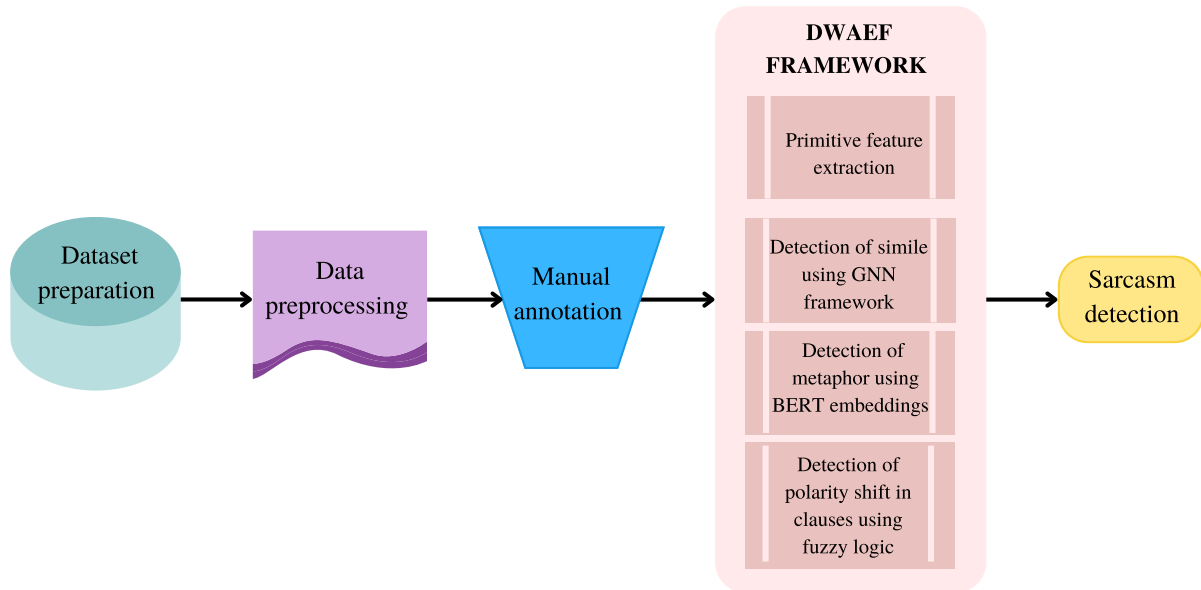 Dataset
preparation
Data
preprocessing
Manual
annotation
DWAEF
FRAMEWORK
Primitive feature
extraction
Detection of simile
using GNN
framework
Detection of
metaphor using
BERT embeddings
Detection of
polarity shift in
clauses using
fuzzy logic
Sarcasm
detection